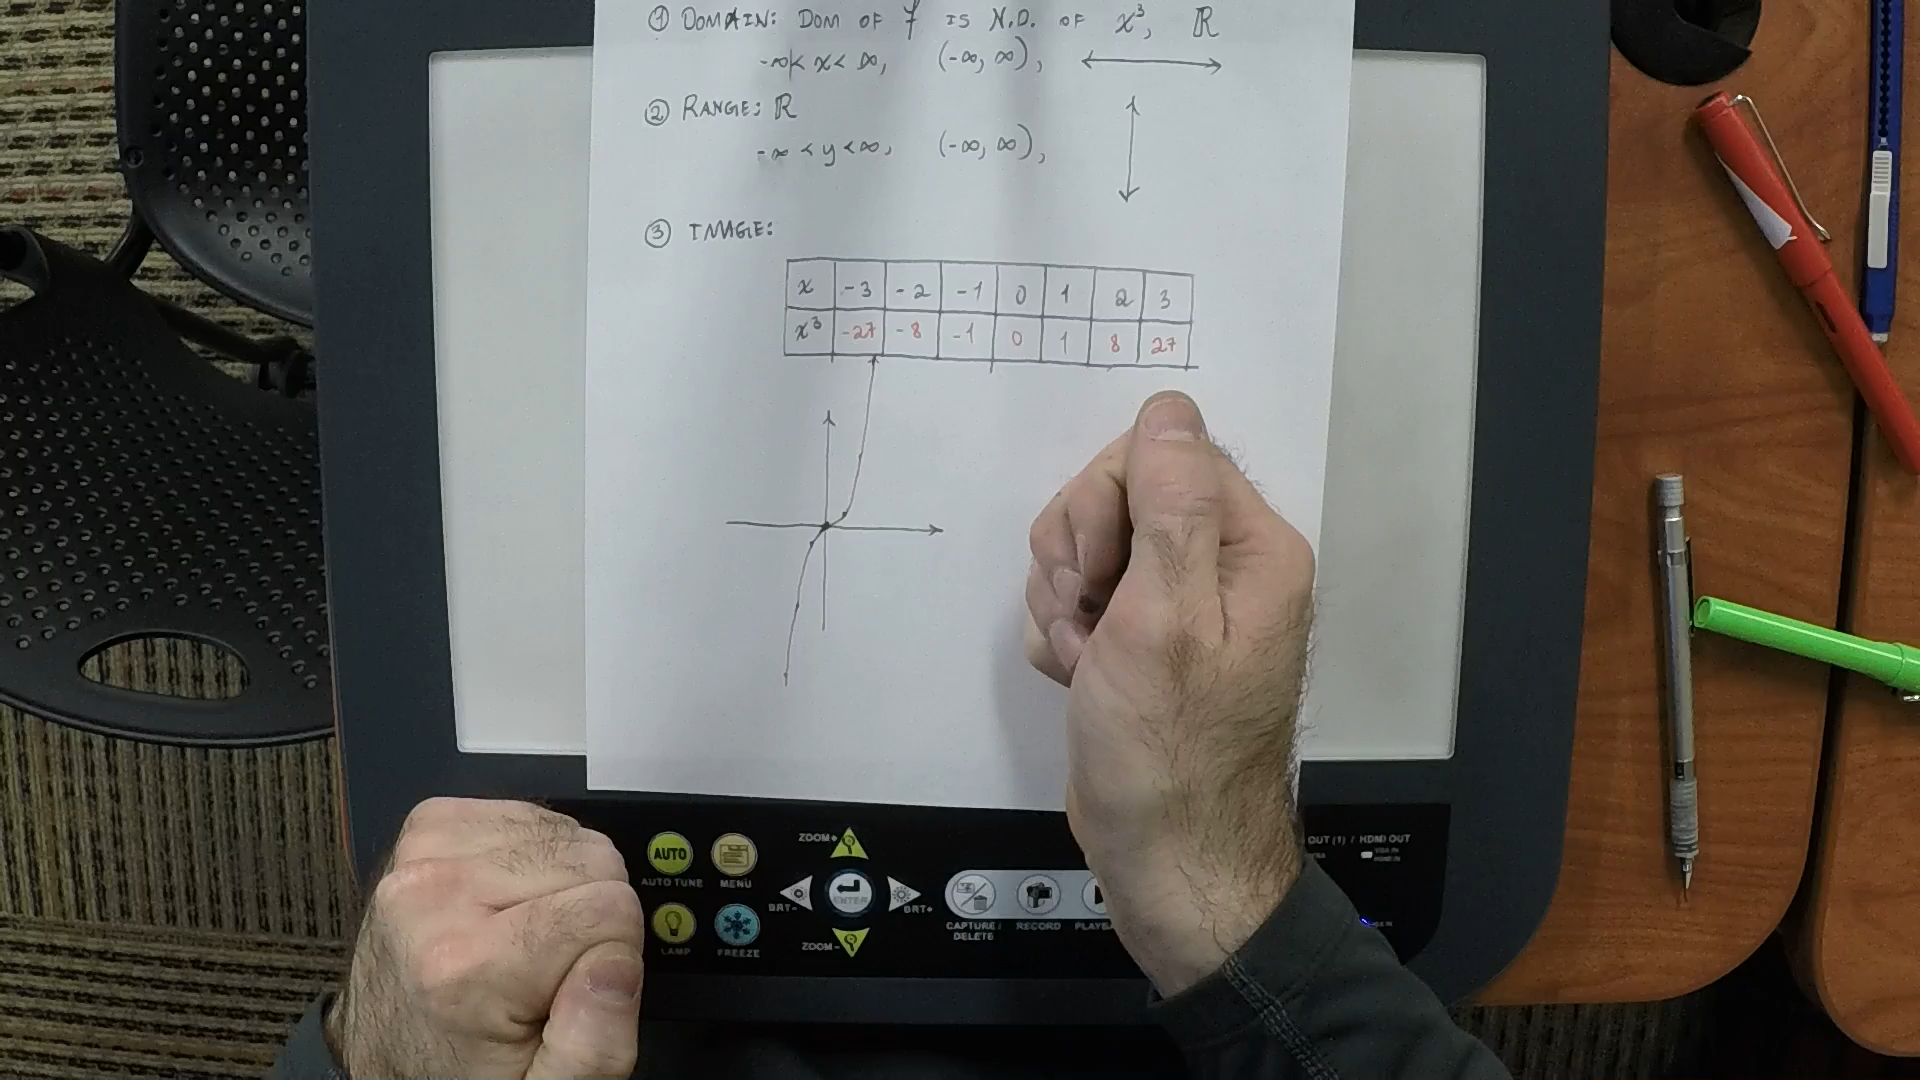 ① DOMAIN: DOM OF f IS N.D. OF x³, ℝ
-∞< x < ∞, (-∞, ∞),
② RANGE: ℝ
-∞ < y < ∞, (-∞, ∞),
③ IMAGE:
x -3 -2 -1 0 1 2 3
x³ -27 -8 -1 0 1 8 27
ZOOM+
OUT (1) / HDMI OUT
AUTO
AUTO TUNE MENU
ENTER
BRT- BRT+
CAPTURE / DELETE RECORD
LAMP FREEZE
ZOOM-